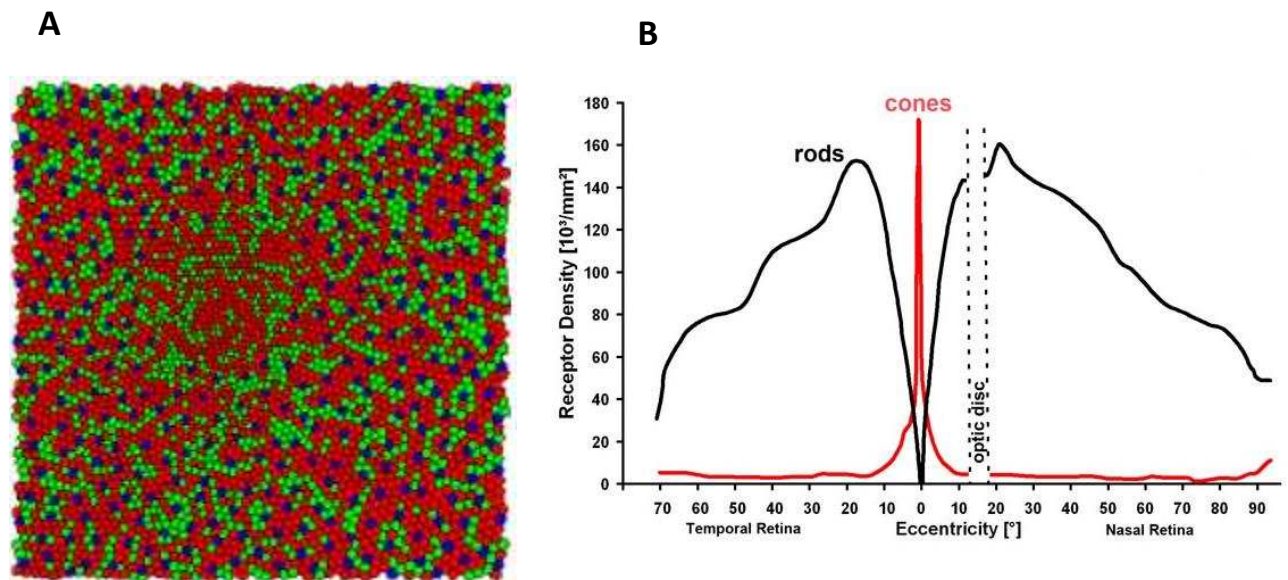 A
B
cones
rods
optic disc
Receptor Density [10³/mm²]
180
160
140
120
100
80
60
40
20
0
70 60 50 40 30 20 10 0 10 20 30 40 50 60 70 80 90
Temporal Retina Eccentricity [°] Nasal Retina